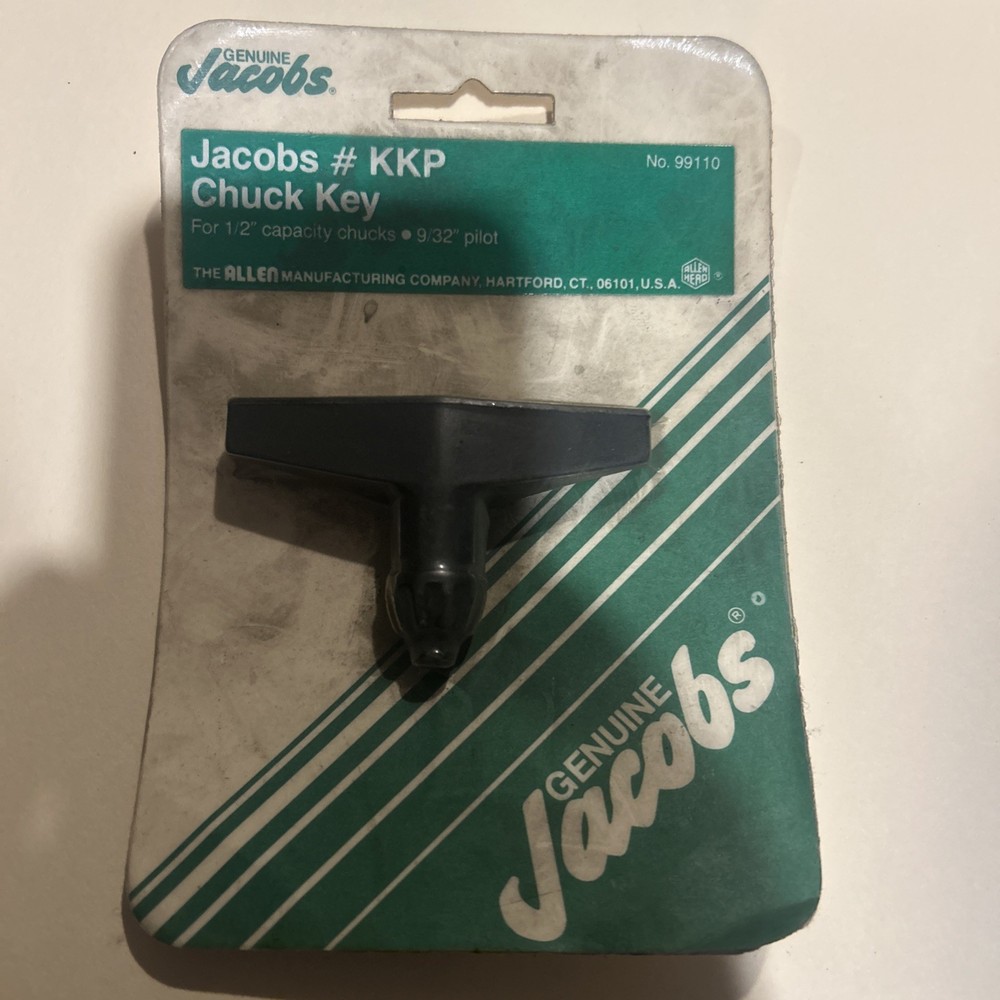 GENUINE
Jacobs®
Jacobs # KKP
No. 99110
Chuck Key
For 1/2" capacity chucks • 9/32" pilot
THE ALLEN MANUFACTURING COMPANY, HARTFORD, CT., 06101, U.S.A.
ALLEN
HEAD ®
GENUINE
Jacobs®